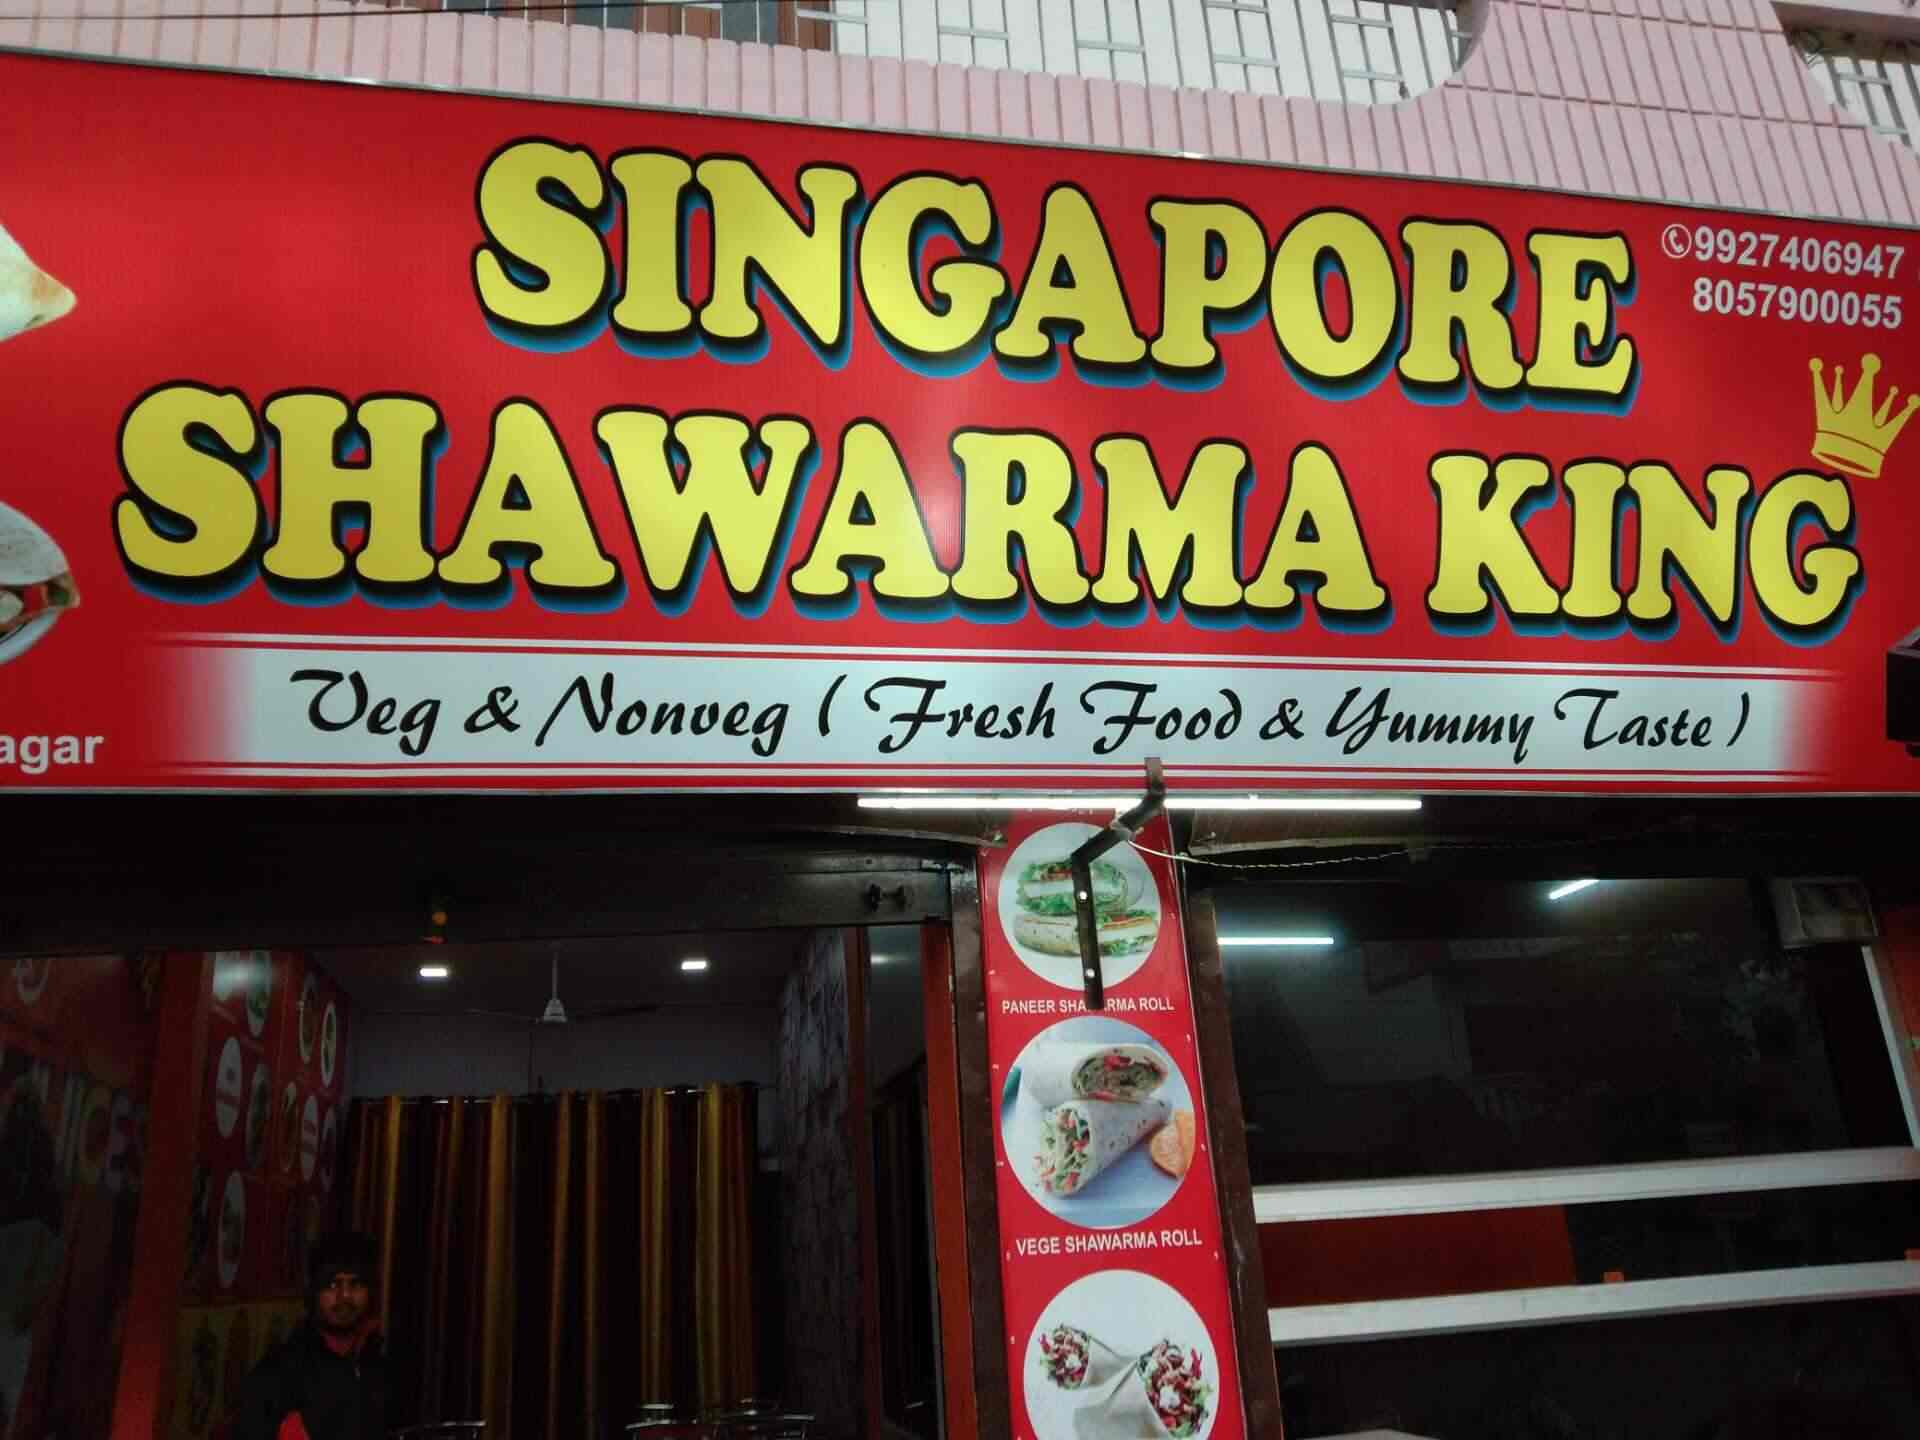 SINGAPORE
✆9927406947
8057900055
SHAWARMA KING
Veg & Nonveg ( Fresh Food & Yummy Taste )
agar
PANEER SHAWARMA ROLL
VEGE SHAWARMA ROLL